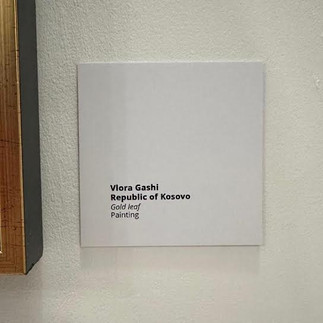 Vlora Gashi
Republic of Kosovo
Gold leaf
Painting